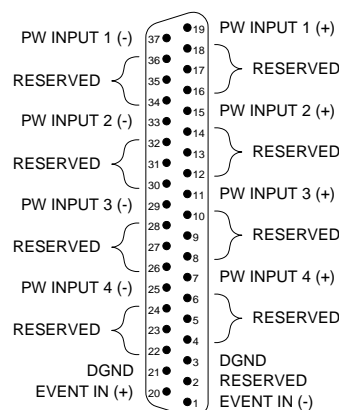 PW INPUT 1 (-) 37 19 PW INPUT 1 (+)
36 18
RESERVED 35 17 RESERVED
34 16
PW INPUT 2 (-) 33 15 PW INPUT 2 (+)
32 14
RESERVED 31 13 RESERVED
30 12
PW INPUT 3 (-) 29 11 PW INPUT 3 (+)
28 10
RESERVED 27 9 RESERVED
26 8
PW INPUT 4 (-) 25 7 PW INPUT 4 (+)
24 6
RESERVED 23 5 RESERVED
22 4
DGND 21 3 DGND
EVENT IN (+) 20 2 RESERVED
1 EVENT IN (-)